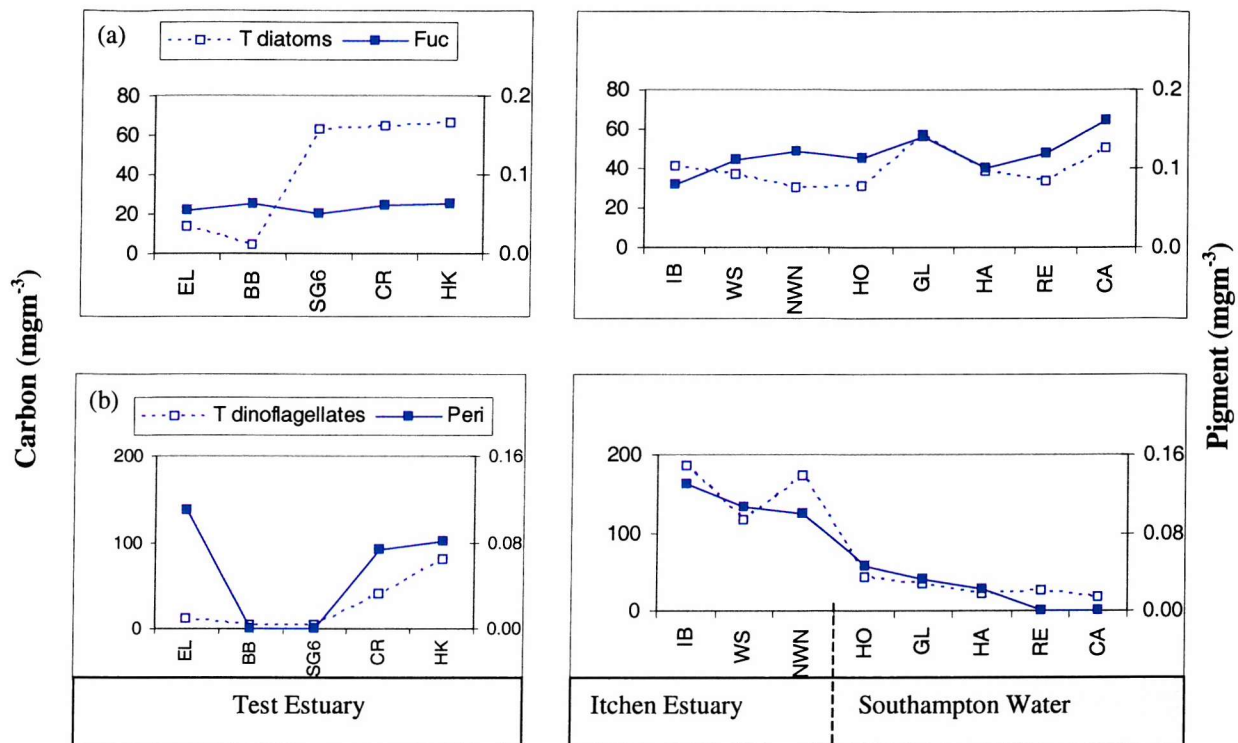 (a)
T diatoms Fuc
80 0.2
60
40 0.1
20
0 0.0
EL BB SG6 CR HK
80 0.2
60
40 0.1
20
0 0.0
IB WS NWN HO GL HA RE CA
Carbon (mgm-3)
Pigment (mgm-3)
(b)
T dinoflagellates Peri
200 0.16
100 0.08
0 0.00
EL BB SG6 CR HK
200 0.16
100 0.08
0 0.00
IB WS NWN HO GL HA RE CA
Test Estuary Itchen Estuary Southampton Water